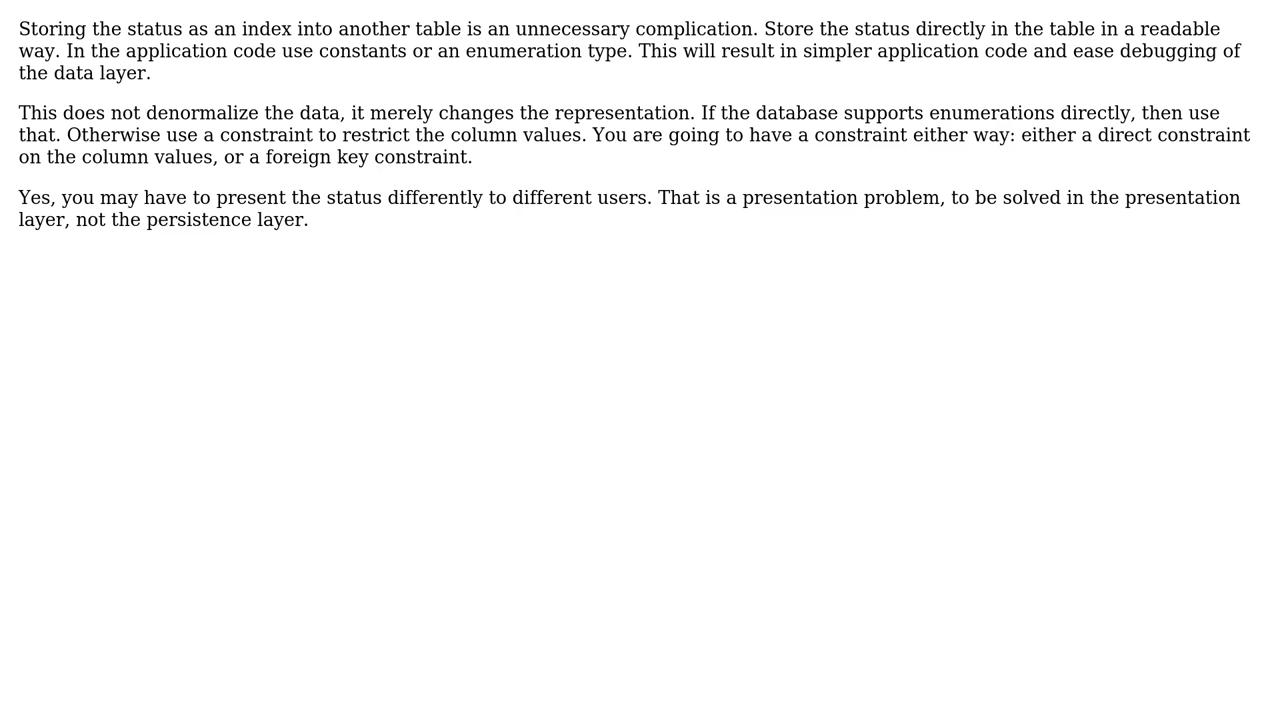 Storing the status as an index into another table is an unnecessary complication. Store the status directly in the table in a readable
way. In the application code use constants or an enumeration type. This will result in simpler application code and ease debugging of
the data layer.
This does not denormalize the data, it merely changes the representation. If the database supports enumerations directly, then use
that. Otherwise use a constraint to restrict the column values. You are going to have a constraint either way: either a direct constraint
on the column values, or a foreign key constraint.
Yes, you may have to present the status differently to different users. That is a presentation problem, to be solved in the presentation
layer, not the persistence layer.